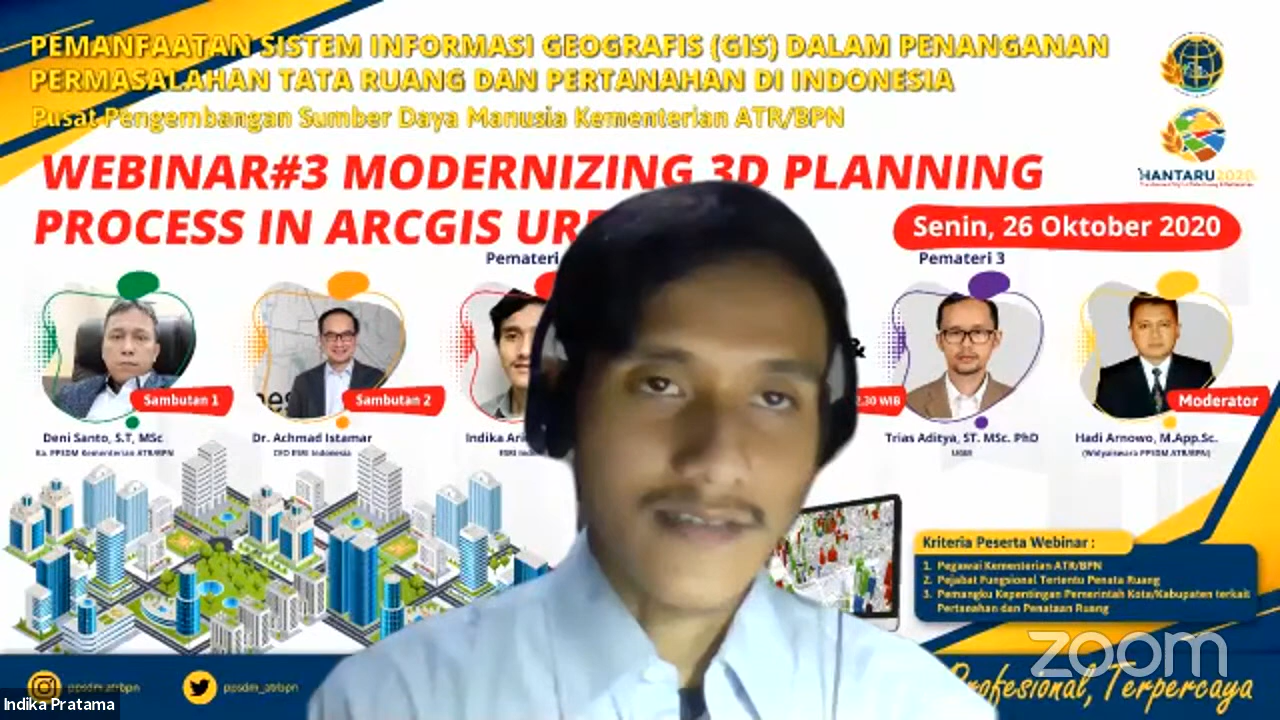 PEMANFAATAN SISTEM INFORMASI GEOGRAFIS (GIS) DALAM PENANGANAN
PERMASALAHAN TATA RUANG DAN PERTANAHAN DI INDONESIA
Pusat Pengembangan Sumber Daya Manusia Kementerian ATR/BPN
HANTARU 2020
WEBINAR#3 MODERNIZING 3D PLANNING
PROCESS IN ARCGIS
Senin, 26 Oktober 2020
Pemateri
Pemateri 3
&
Sambutan 1
Sambutan 2
WIB
Moderator
Deni Santo, S.T, MSc
Ka. PPSDM Kementerian ATR/BPN
Dr. Achmad Istamar
CEO ESRI Indonesia
Indika
ESRI
Trias Aditya, ST. MSc. PhD
UGM
Hadi Arnowo, M.App.Sc.
(Widyaiswara PPSDM ATR/BPN)
Kriteria Peserta Webinar :
1. Pegawai Kementerian ATR/BPN
2. Pejabat Fungsional Tertentu Penata Ruang
3. Pemangku Kepentingan Pemerintah Kota/Kabupaten terkait
Pertanahan dan Penataan Ruang
zoom
ppsdm_atrbpn
ppsdm_atrbpn
Profesional, Terpercaya
Indika Pratama